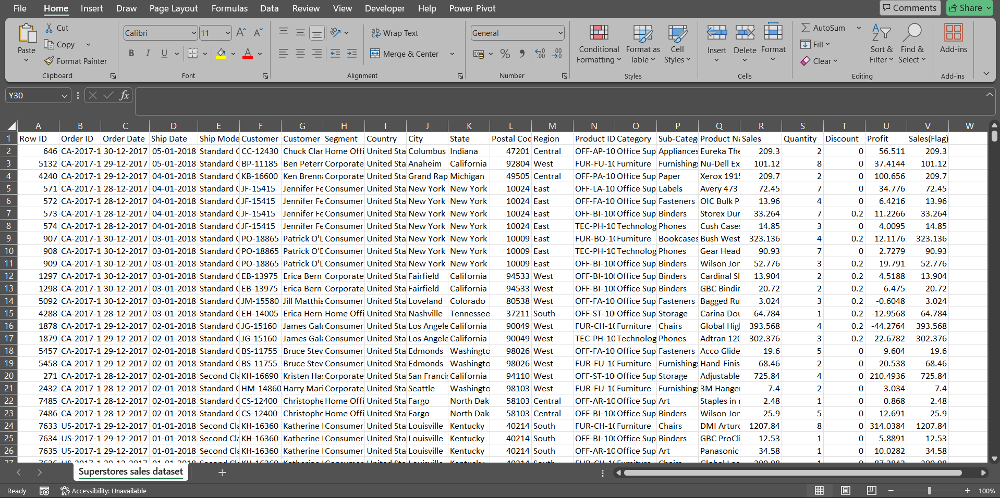 File Home Insert Draw Page Layout Formulas Data Review View Developer Help Power Pivot Comments Share
Paste Cut Copy Format Painter Clipboard
Calibri 11 A A B I U A Font
ab Wrap Text Merge & Center Alignment
General % Number
Conditional Formatting Format as Table Cell Styles Styles
Insert Delete Format Cells
AutoSum Fill Clear Sort & Filter Find & Select Editing
Add-ins Add-ins
Y30 fx
A B C D E F G H I J K L M N O P Q R S T U V W
1 Row ID Order ID Order Date Ship Date Ship Mode Customer Customer Segment Country City State Postal Cod Region Product ID Category Sub-Categ Product Na Sales Quantity Discount Profit Sales(Flag)
2 646 CA-2017-1 30-12-2017 05-01-2018 Standard C CC-12430 Chuck Clar Home Offi United Sta Columbus Indiana 47201 Central OFF-AP-10 Office Sup Appliances Eureka The 209.3 2 0 56.511 209.3
3 5132 CA-2017-1 29-12-2017 05-01-2018 Standard C BP-11185 Ben Peterr Corporate United Sta Anaheim California 92804 West FUR-FU-1 Furniture Furnishing Nu-Dell Ex 101.12 8 0 37.4144 101.12
4 4240 CA-2017-1 29-12-2017 04-01-2018 Standard C KB-16600 Ken Brenn Corporate United Sta Grand Rap Michigan 49505 Central OFF-PA-10 Office Sup Paper Xerox 191 209.7 2 0 100.656 209.7
5 571 CA-2017-1 28-12-2017 04-01-2018 Standard C JF-15415 Jennifer Fe Consumer United Sta New York New York 10024 East OFF-LA-10 Office Sup Labels Avery 473 72.45 7 0 34.776 72.45
6 572 CA-2017-1 28-12-2017 04-01-2018 Standard C JF-15415 Jennifer Fe Consumer United Sta New York New York 10024 East OFF-FA-10 Office Sup Fasteners OIC Bulk P 13.96 4 0 6.4216 13.96
7 573 CA-2017-1 28-12-2017 04-01-2018 Standard C JF-15415 Jennifer Fe Consumer United Sta New York New York 10024 East OFF-BI-100 Office Sup Binders Storex Dur 33.264 7 0.2 11.2266 33.264
8 574 CA-2017-1 28-12-2017 04-01-2018 Standard C JF-15415 Jennifer Fe Consumer United Sta New York New York 10024 East TEC-PH-10 Technolog Phones Cush Case 14.85 3 0 4.0095 14.85
9 907 CA-2017-1 30-12-2017 03-01-2018 Standard C PO-18865 Patrick O'D Consumer United Sta New York New York 10009 East FUR-BO-10 Furniture Bookcases Bush West 323.136 4 0.2 12.1176 323.136
10 908 CA-2017-1 30-12-2017 03-01-2018 Standard C PO-18865 Patrick O'D Consumer United Sta New York New York 10009 East TEC-PH-10 Technolog Phones Gear Head 90.93 7 0 2.7279 90.93
11 909 CA-2017-1 30-12-2017 03-01-2018 Standard C PO-18865 Patrick O'D Consumer United Sta New York New York 10009 East OFF-BI-100 Office Sup Binders Wilson Jor 52.776 3 0.2 19.791 52.776
12 1297 CA-2017-1 30-12-2017 03-01-2018 Standard C EB-13975 Erica Bern Corporate United Sta Fairfield California 94533 West OFF-BI-100 Office Sup Binders Cardinal Sl 13.904 2 0.2 4.5188 13.904
13 1298 CA-2017-1 30-12-2017 03-01-2018 Standard C EB-13975 Erica Bern Corporate United Sta Fairfield California 94533 West OFF-BI-100 Office Sup Binders GBC Bindin 20.72 2 0.2 6.475 20.72
14 5092 CA-2017-1 30-12-2017 03-01-2018 Standard C JM-15580 Jill Matthia Consumer United Sta Loveland Colorado 80538 West OFF-FA-10 Office Sup Fasteners Bagged Ru 3.024 3 0.2 -0.6048 3.024
15 4288 CA-2017-1 28-12-2017 03-01-2018 Standard C EH-14005 Erica Hern Home Offi United Sta Nashville Tennessee 37211 South OFF-ST-10 Office Sup Storage Carina Dou 64.784 1 0.2 -12.9568 64.784
16 1878 CA-2017-1 29-12-2017 02-01-2018 Standard C JG-15160 James Gala Consumer United Sta Los Angele California 90049 West FUR-CH-10 Furniture Chairs Global Hig 393.568 4 0.2 -44.2764 393.568
17 1879 CA-2017-1 29-12-2017 02-01-2018 Standard C JG-15160 James Gala Consumer United Sta Los Angele California 90049 West TEC-PH-10 Technolog Phones Adtran 120 302.376 3 0.2 22.6782 302.376
18 5457 CA-2017-1 29-12-2017 02-01-2018 Standard C BS-11755 Bruce Stev Consumer United Sta Edmonds Washingto 98026 West OFF-FA-10 Office Sup Fasteners Acco Glide 19.6 5 0 9.604 19.6
19 5458 CA-2017-1 29-12-2017 02-01-2018 Standard C BS-11755 Bruce Stev Consumer United Sta Edmonds Washingto 98026 West FUR-FU-10 Furniture Furnishing Hand-Finis 68.46 2 0 20.538 68.46
20 271 CA-2017-1 28-12-2017 02-01-2018 Second Cla KH-16690 Kristen Ha Corporate United Sta San Franci California 94110 West OFF-ST-10 Office Sup Storage Adjustable 725.84 4 0 210.4936 725.84
21 2432 CA-2017-1 28-12-2017 02-01-2018 Standard C HM-14860 Harry Mari Corporate United Sta Seattle Washingto 98103 West FUR-FU-10 Furniture Furnishing 3M Hange 7.4 2 0 3.034 7.4
22 7485 CA-2017-1 28-12-2017 02-01-2018 Standard C CS-12400 Christophe Home Offi United Sta Fargo North Dak 58103 Central OFF-AR-10 Office Sup Art Staples in 2.48 1 0 0.868 2.48
23 7486 CA-2017-1 28-12-2017 02-01-2018 Standard C CS-12400 Christophe Home Offi United Sta Fargo North Dak 58103 Central OFF-BI-100 Office Sup Binders Wilson Jor 25.9 5 0 12.691 25.9
24 7633 US-2017-1 29-12-2017 01-01-2018 Second Cla KH-16360 Katherine United Sta Consumer Louisville Kentucky 40214 South FUR-CH-10 Furniture Chairs DMI Arturo 1207.84 8 0 314.0384 1207.84
25 7634 US-2017-1 29-12-2017 01-01-2018 Second Cla KH-16360 Katherine Consumer United Sta Louisville Kentucky 40214 South OFF-BI-100 Office Sup Binders GBC ProCli 12.53 1 0 5.8891 12.53
26 7635 US-2017-1 29-12-2017 01-01-2018 Second Cla KH-16360 Katherine Consumer United Sta Louisville Kentucky 40214 South OFF-AR-10 Office Sup Art Panasonic 34.58 1 0 10.0282 34.58
Superstores sales dataset
Ready Accessibility: Unavailable 100%